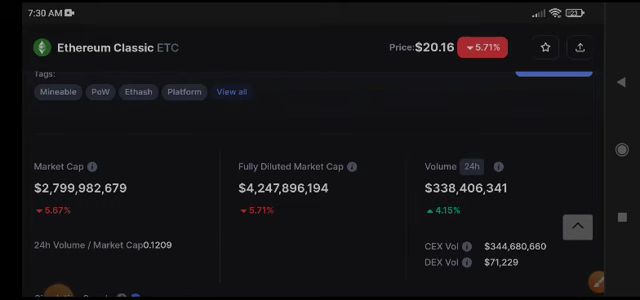 7:30 AM
Ethereum Classic ETC
Price: $20.16 5.71%
Tags:
Mineable PoW Ethash Platform View all
Market Cap Fully Diluted Market Cap Volume 24h
$2,799,982,679 $4,247,896,194 $338,406,341
5.67% 5.71% 4.15%
24h Volume / Market Cap 0.1209
CEX Vol $344,680,660
DEX Vol $71,229